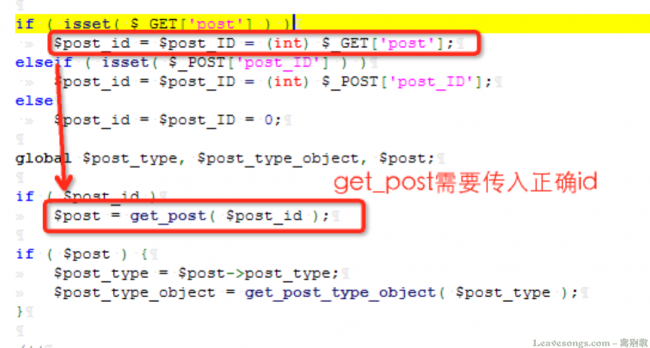 if ( isset( $_GET['post'] ) )
$post_id = $post_ID = (int) $_GET['post'];
elseif ( isset( $_POST['post_ID'] ) )
$post_id = $post_ID = (int) $_POST['post_ID'];
else
$post_id = $post_ID = 0;
global $post_type, $post_type_object, $post;
get_post需要传入正确id
if ( $post_id )
$post = get_post( $post_id );
if ( $post ) {
$post_type = $post->post_type;
$post_type_object = get_post_type_object( $post_type );
}
Leavesongs.com - 离别歌